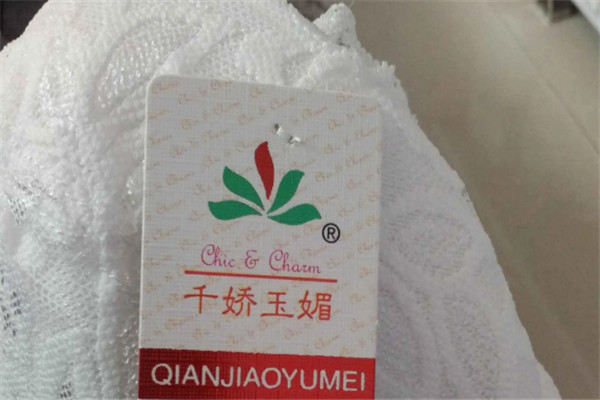 ®
Chic & Charm
千娇玉媚
QIANJIAOYUMEI